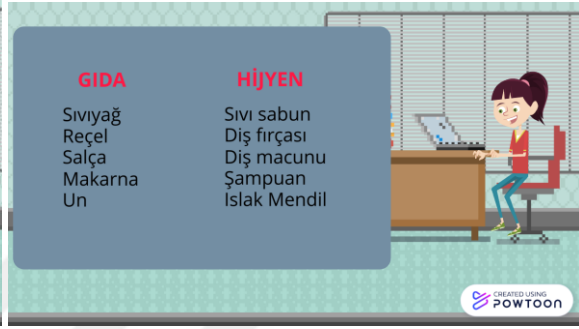 GIDA
Sıvıyağ
Reçel
Salça
Makarna
Un
HİJYEN
Sıvı sabun
Diş fırçası
Diş macunu
Şampuan
Islak Mendil
CREATED USING
POWTOON